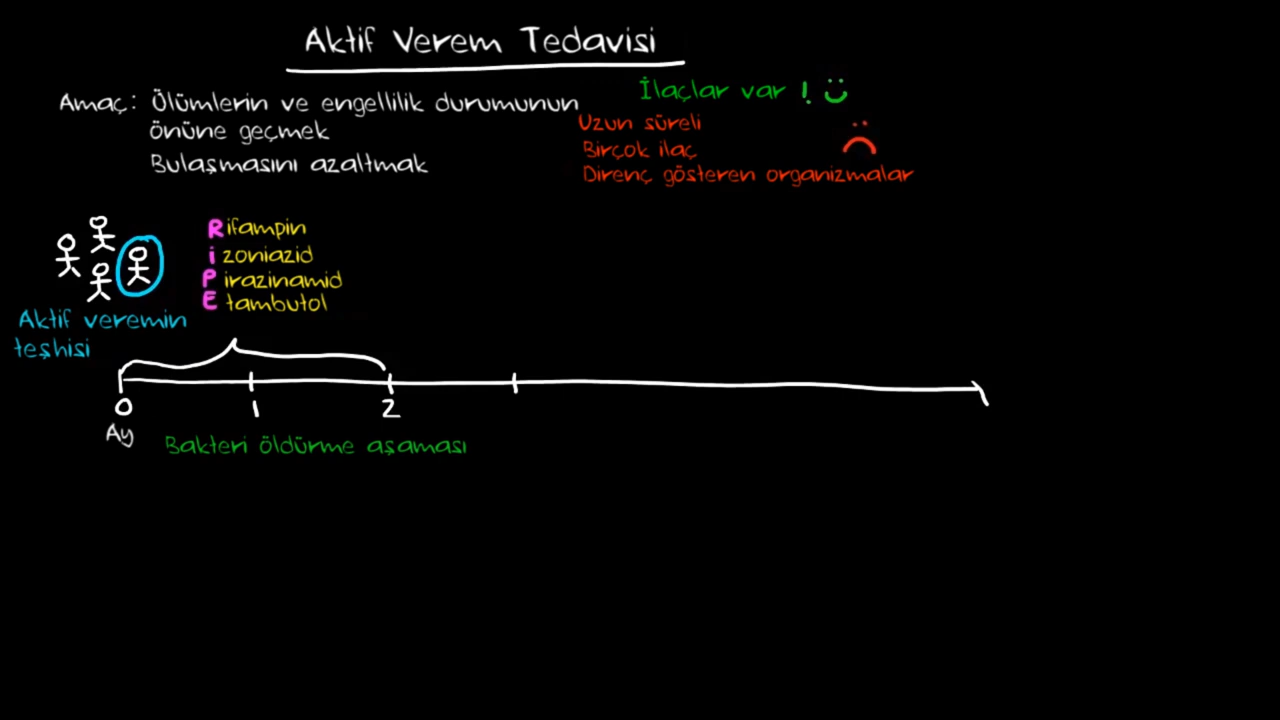 Aktif Verem Tedavisi
Amaç: Ölümlerin ve engellilik durumunun
önüne geçmek
Bulaşmasını azaltmak
İlaçlar var !
Uzun süreli
Birçok ilaç
Direnç gösteren organizmalar
Rifampin
izoniazid
Pirazinamid
Etambutol
Aktif veremin
teşhisi
0 1 2
Ay
Bakteri öldürme aşaması